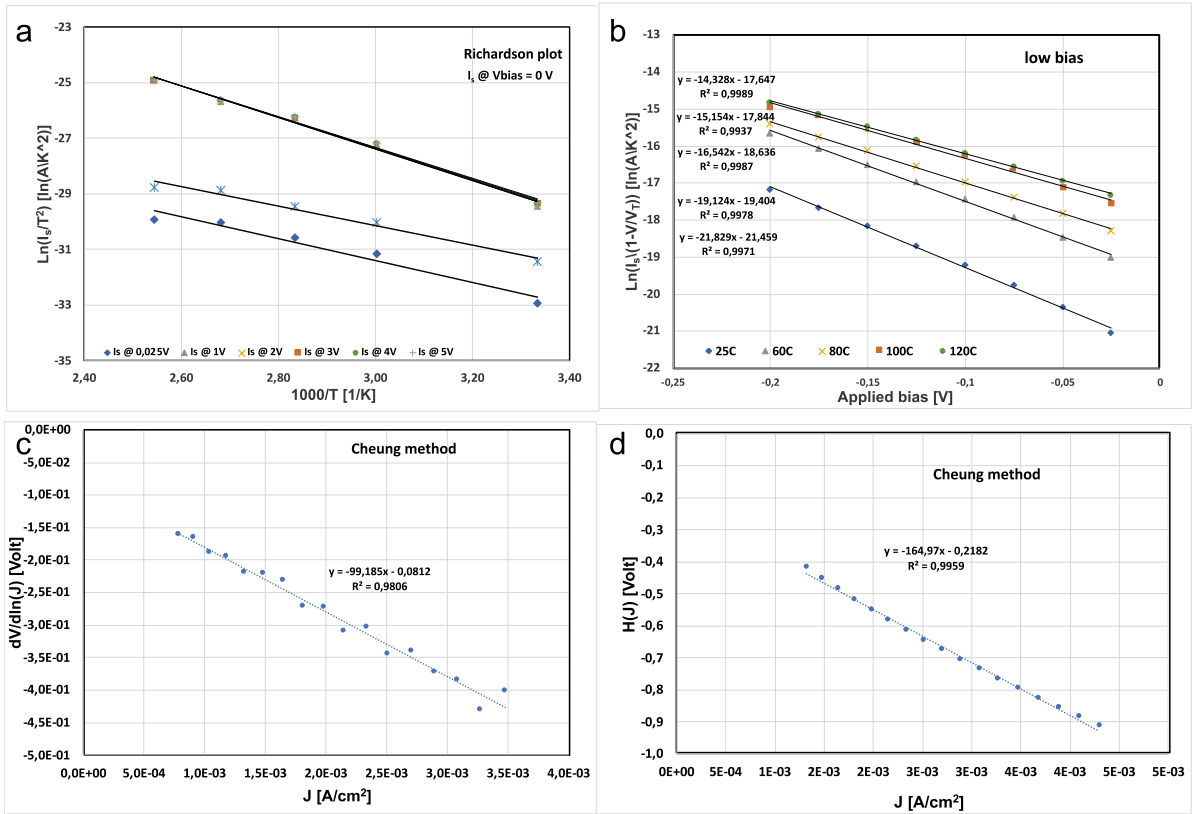 a
Richardson plot
Is @ Vbias = 0 V
Ln(Is/T²) [ln(A\K^2)]
-23
-25
-27
-29
-31
-33
-35
Is @ 0,025V
Is @ 1V
Is @ 2V
Is @ 3V
Is @ 4V
Is @ 5V
2,40
2,60
2,80
3,00
3,20
3,40
1000/T [1/K]
b
low bias
Ln(Is\(1-V/VT)) [ln(A\K^2)]
-13
-14
-15
-16
-17
-18
-19
-20
-21
-22
y = -14,328x - 17,647
R² = 0,9989
y = -15,154x - 17,844
R² = 0,9937
y = -16,542x - 18,636
R² = 0,9987
y = -19,124x - 19,404
R² = 0,9978
y = -21,829x - 21,459
R² = 0,9971
25C
60C
80C
100C
120C
-0,25
-0,2
-0,15
-0,1
-0,05
0
Applied bias [V]
c
Cheung method
dV/dln(J) [Volt]
0,0E+00
-5,0E-02
-1,0E-01
-1,5E-01
-2,0E-01
-2,5E-01
-3,0E-01
-3,5E-01
-4,0E-01
-4,5E-01
-5,0E-01
y = -99,185x - 0,0812
R² = 0,9806
0,0E+00
5,0E-04
1,0E-03
1,5E-03
2,0E-03
2,5E-03
3,0E-03
3,5E-03
4,0E-03
J [A/cm²]
d
Cheung method
H(J) [Volt]
0,0
-0,1
-0,2
-0,3
-0,4
-0,5
-0,6
-0,7
-0,8
-0,9
-1,0
y = -164,97x - 0,2182
R² = 0,9959
0E+00
5E-04
1E-03
2E-03
2E-03
3E-03
3E-03
4E-03
4E-03
5E-03
5E-03
J [A/cm²]